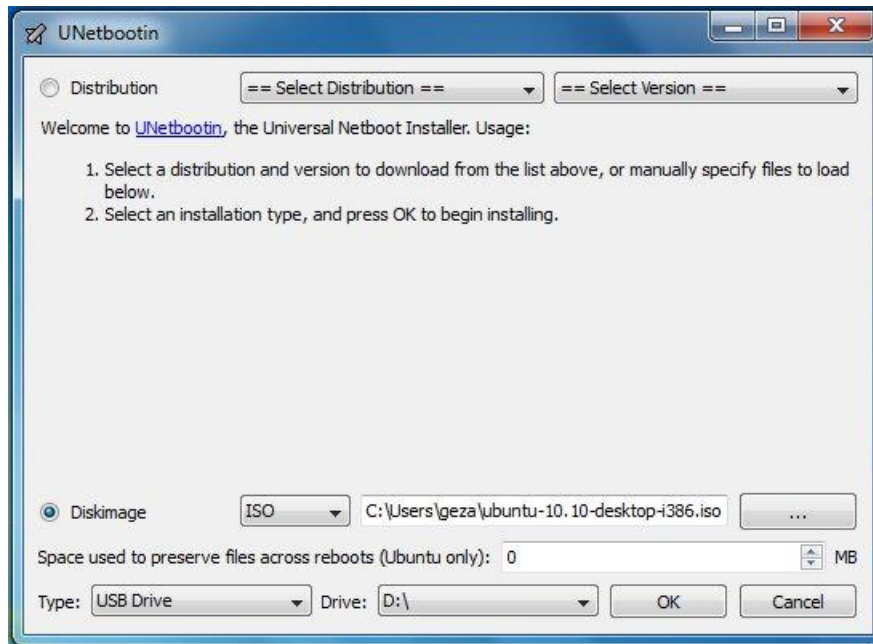 UNetbootin
Distribution == Select Distribution == == Select Version ==
Welcome to UNetbootin, the Universal Netboot Installer. Usage:
1. Select a distribution and version to download from the list above, or manually specify files to load
below.
2. Select an installation type, and press OK to begin installing.
Diskimage ISO C:\Users\geza\ubuntu-10.10-desktop-i386.iso ...
Space used to preserve files across reboots (Ubuntu only): 0 MB
Type: USB Drive Drive: D:\ OK Cancel